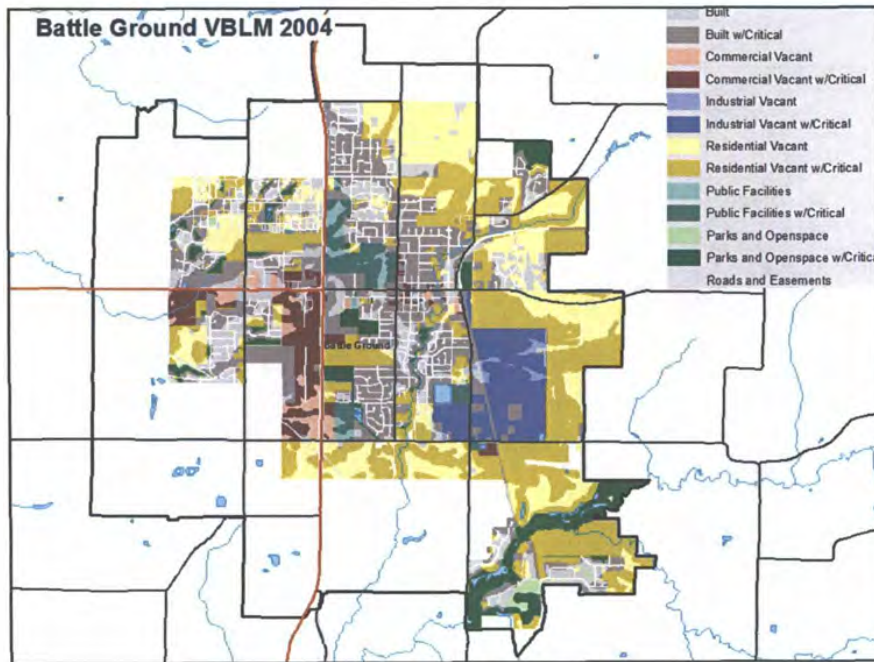 Battle Ground VBLM 2004
Built
Built w/Critical
Commercial Vacant
Commercial Vacant w/Critical
Industrial Vacant
Industrial Vacant w/Critical
Residential Vacant
Residential Vacant w/Critical
Public Facilities
Public Facilities w/Critical
Parks and Openspace
Parks and Openspace w/Critica
Roads and Easements
Battle Ground